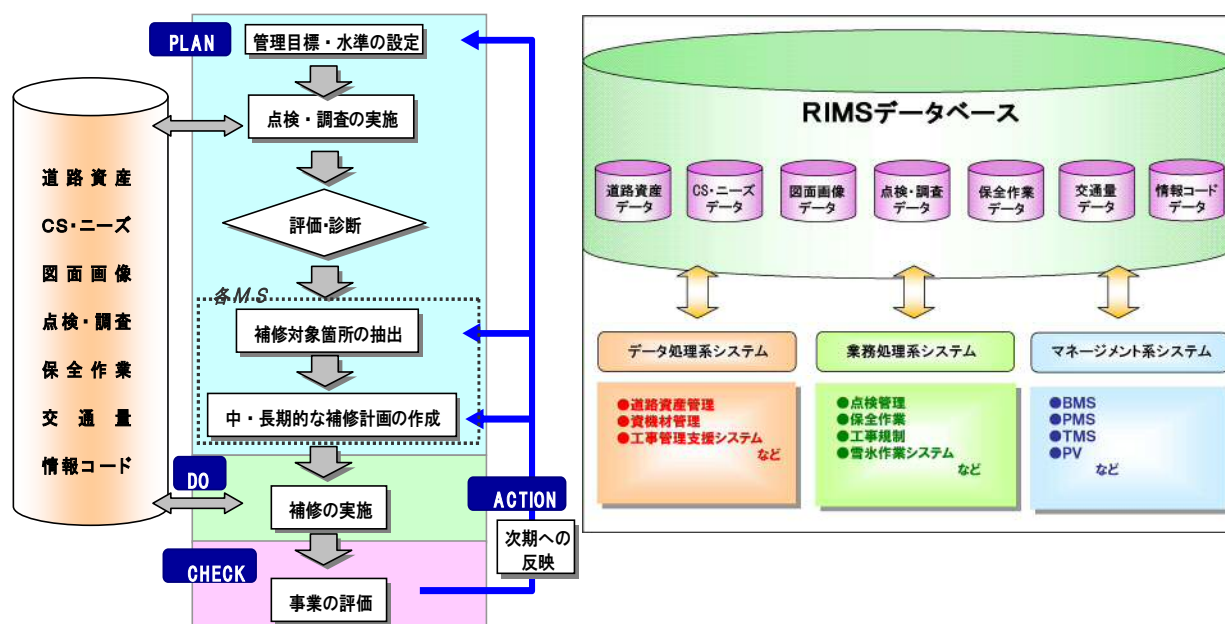 PLAN
管理目標・水準の設定
点検・調査の実施
評価・診断
各MS
補修対象箇所の抽出
中・長期的な補修計画の作成
DO
補修の実施
CHECK
事業の評価
ACTION
次期への
反映
道路資産
CS・ニーズ
図面画像
点検・調査
保全作業
交通量
情報コード
RIMSデータベース
道路資産
データ
CS・ニーズ
データ
図面画像
データ
点検・調査
データ
保全作業
データ
交通量
データ
情報コード
データ
データ処理系システム
●道路資産管理
●資機材管理
●工事管理支援システム
など
業務処理系システム
●点検管理
●保全作業
●工事規制
●雪氷作業システム
など
マネージメント系システム
●BMS
●PMS
●TMS
●PV
など